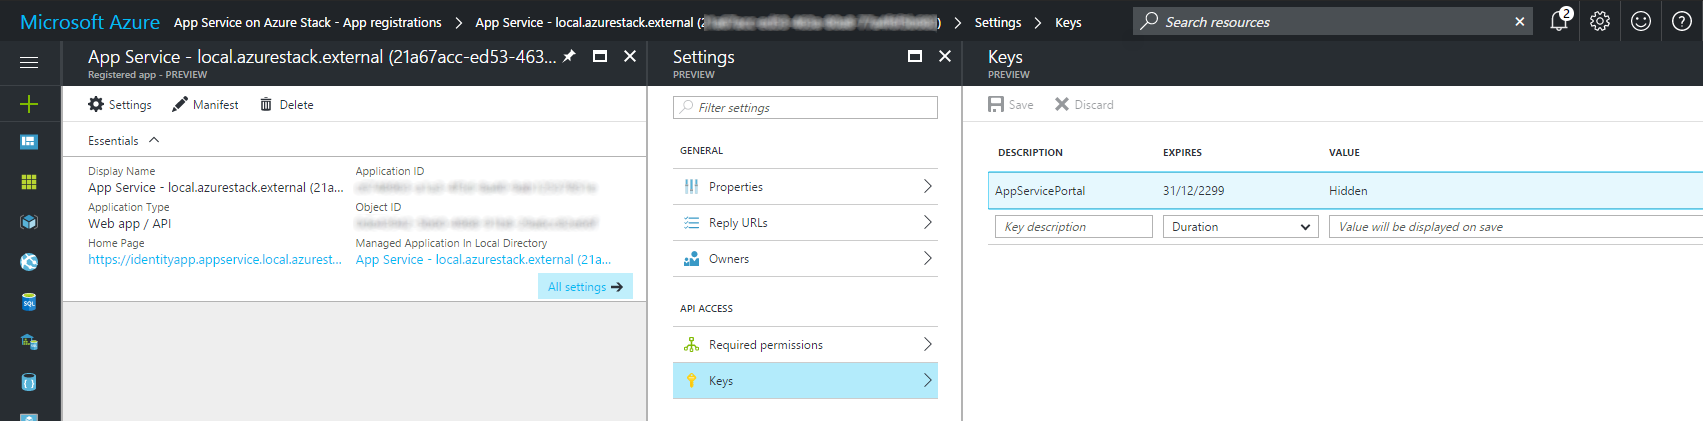 Microsoft Azure App Service on Azure Stack - App registrations > App Service - local.azurestack.external ( ) > Settings > Keys
Search resources
2
App Service - local.azurestack.external (21a67acc-ed53-463...
Registered app - PREVIEW
Settings Manifest Delete
Essentials
Display Name
App Service - local.azurestack.external (21a...
Application Type
Web app / API
Home Page
https://identityapp.appservice.local.azurest...
Application ID
Object ID
Managed Application In Local Directory
App Service - local.azurestack.external (21a...
All settings
Settings
PREVIEW
Filter settings
GENERAL
Properties
Reply URLs
Owners
API ACCESS
Required permissions
Keys
Keys
PREVIEW
Save Discard
DESCRIPTION EXPIRES VALUE
AppServicePortal 31/12/2299 Hidden
Key description Duration Value will be displayed on save
SQL